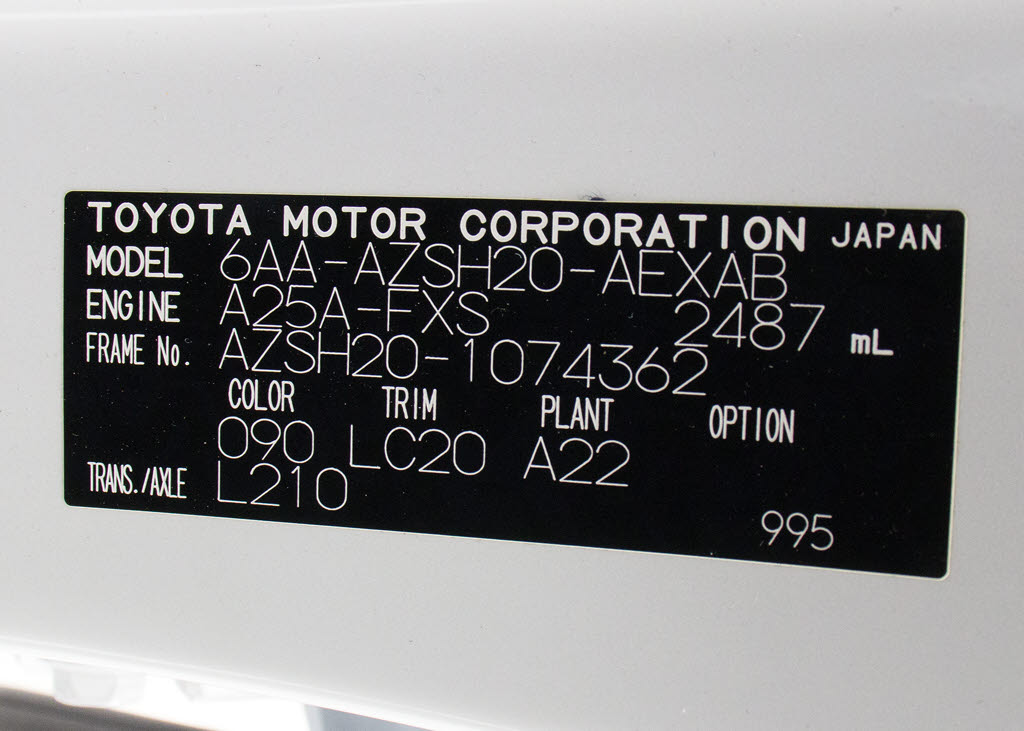 TOYOTA MOTOR CORPORATION JAPAN
MODEL 6AA-AZSH20-AEXAB
ENGINE A25A-FXS 2487 mL
FRAME No. AZSH20-1074362
COLOR TRIM PLANT OPTION
090 LC20 A22
TRANS./AXLE L210
995